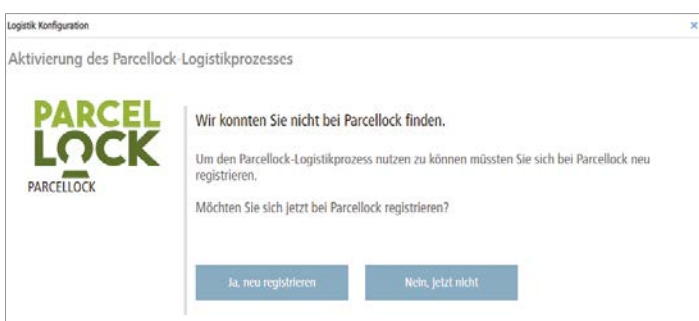 Logistik Konfiguration
Aktivierung des Parcellock-Logistikprozesses
PARCEL
LOCK
PARCELLOCK
Wir konnten Sie nicht bei Parcellock finden.
Um den Parcellock-Logistikprozess nutzen zu können müssten Sie sich bei Parcellock neu
registrieren.
Möchten Sie sich jetzt bei Parcellock registrieren?
Ja, neu registrieren
Nein, jetzt nicht